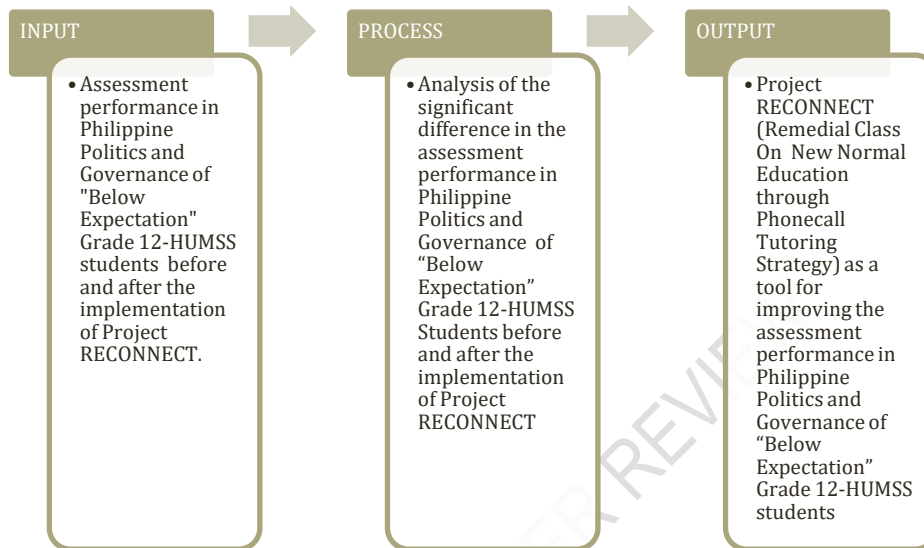 INPUT
• Assessment
performance in
Philippine
Politics and
Governance of
"Below
Expectation"
Grade 12-HUMSS
students before
and after the
implementation
of Project
RECONNECT.
PROCESS
• Analysis of the
significant
difference in the
assessment
performance in
Philippine
Politics and
Governance of
“Below
Expectation”
Grade 12-HUMSS
Students before
and after the
implementation
of Project
RECONNECT
OUTPUT
• Project
RECONNECT
(Remedial Class
On New Normal
Education
through
Phonecall
Tutoring
Strategy) as a
tool for
improving the
assessment
performance in
Philippine
Politics and
Governance of
“Below
Expectation”
Grade 12-HUMSS
students